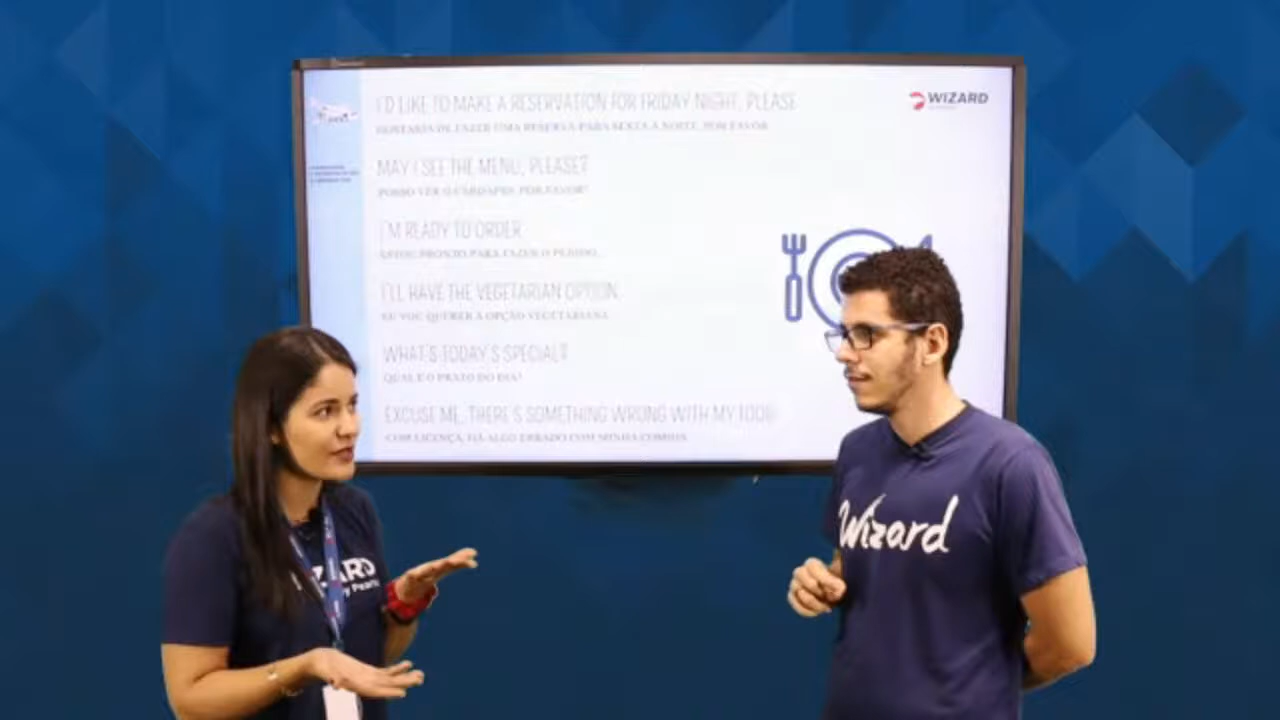 I'D LIKE TO MAKE A RESERVATION FOR FRIDAY NIGHT, PLEASE
GOSTARIA DE FAZER UMA RESERVA PARA SEXTA À NOITE, POR FAVOR
WIZARD
MAY I SEE THE MENU, PLEASE?
POSSO VER O CARDÁPIO, POR FAVOR?
I'M READY TO ORDER
ESTOU PRONTO PARA FAZER O PEDIDO.
I'LL HAVE THE VEGETARIAN OPTION
EU VOU QUERER A OPÇÃO VEGETARIANA
WHAT'S TODAY'S SPECIAL?
QUAL É O PRATO DO DIA?
EXCUSE ME, THERE'S SOMETHING WRONG WITH MY FOOD
COM LICENÇA, HÁ ALGO ERRADO COM MINHA COMIDA
Wizard
ZARD